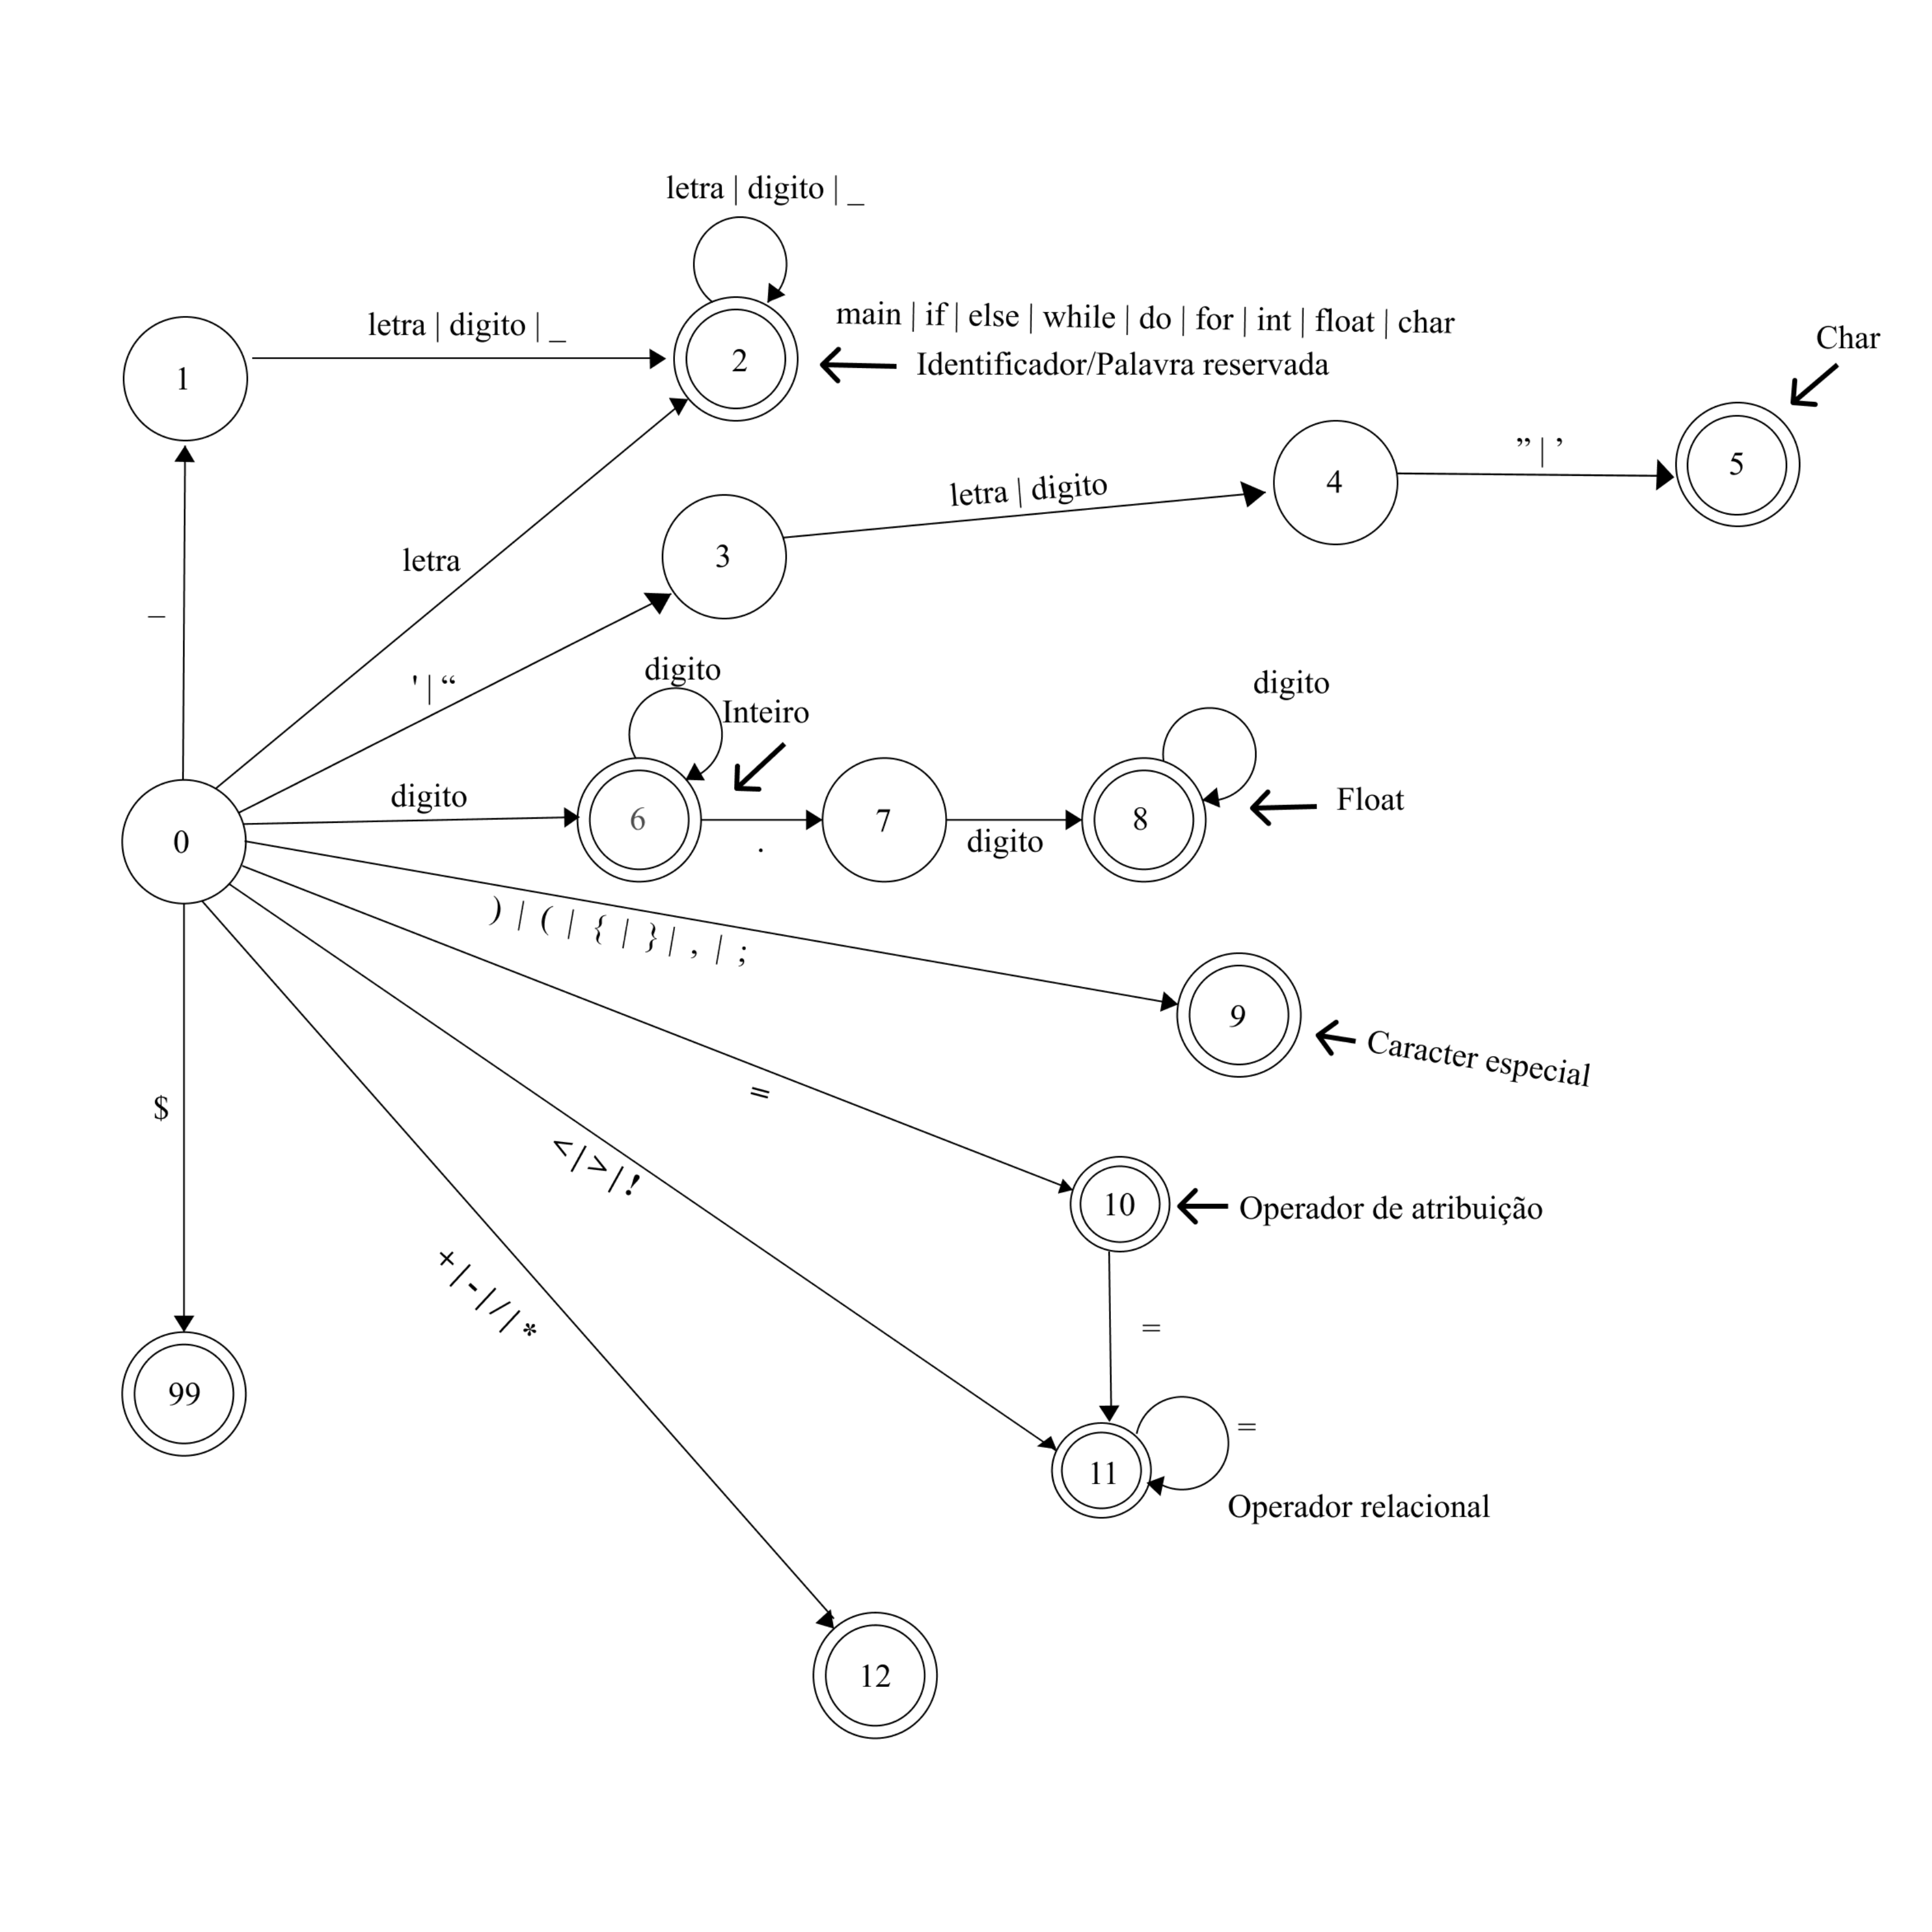 letra | digito | _
main | if | else | while | do | for | int | float | char
letra | digito | _
Char
1
2
Identificador/Palavra reservada
” | ’
5
letra | digito
4
letra
3
_
' | “
digito
digito
Inteiro
digito
Float
0
6
.
7
digito
8
) | ( | { | } | , | ;
9
Caracter especial
$
=
<|>|!
10
Operador de atribuição
+|-|/|*
=
99
=
11
Operador relacional
12